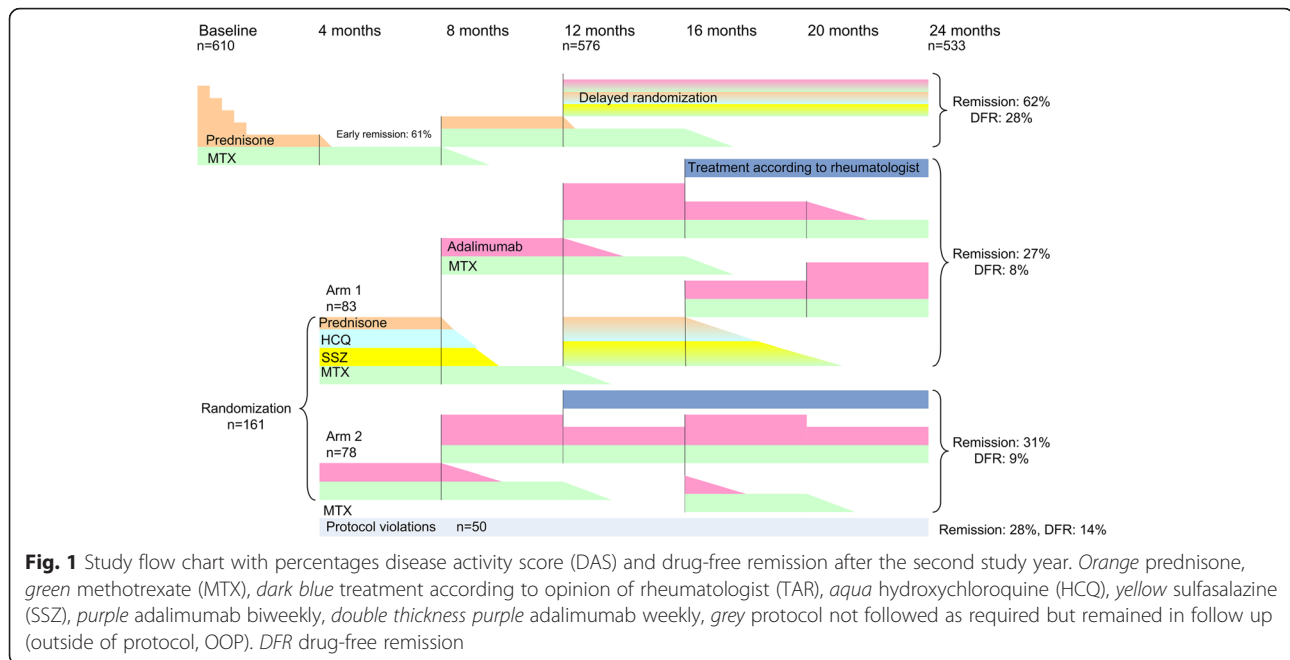 Baseline
n=610
4 months
8 months
12 months
n=576
16 months
20 months
24 months
n=533
Delayed randomization
Remission: 62%
DFR: 28%
Early remission: 61%
Prednisone
MTX
Treatment according to rheumatologist
Adalimumab
MTX
Remission: 27%
DFR: 8%
Arm 1
n=83
Prednisone
HCQ
SSZ
MTX
Randomization
n=161
Arm 2
n=78
Remission: 31%
DFR: 9%
MTX
Protocol violations n=50
Remission: 28%, DFR: 14%
Fig. 1 Study flow chart with percentages disease activity score (DAS) and drug-free remission after the second study year. Orange prednisone,
green methotrexate (MTX), dark blue treatment according to opinion of rheumatologist (TAR), aqua hydroxychloroquine (HCQ), yellow sulfasalazine
(SSZ), purple adalimumab biweekly, double thickness purple adalimumab weekly, grey protocol not followed as required but remained in follow up
(outside of protocol, OOP). DFR drug-free remission